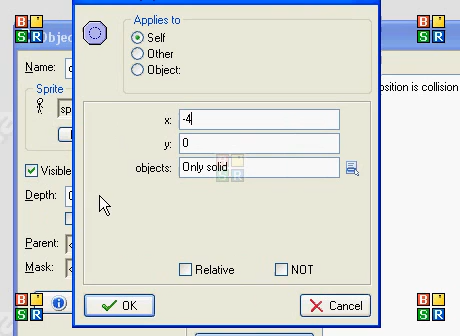 Applies to
Self
Other
Object:
Name:
Sprite
Visible
Depth:
Parent:
Mask:
x: -4
y: 0
objects: Only solid
Relative
NOT
OK
Cancel
osition is collision
B S R
B S R
B S R
B S R
B S R